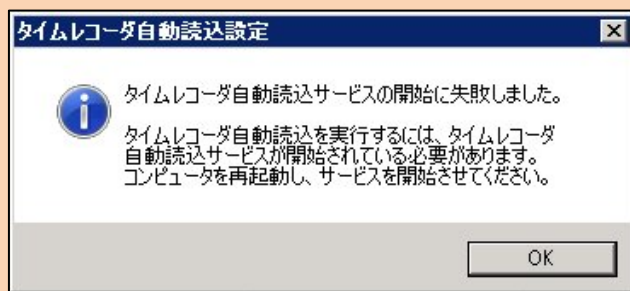 タイムレコーダ自動読込設定
タイムレコーダ自動読込サービスの開始に失敗しました。
タイムレコーダ自動読込を実行するには、タイムレコーダ
自動読込サービスが開始されている必要があります。
コンピュータを再起動し、サービスを開始させてください。
OK